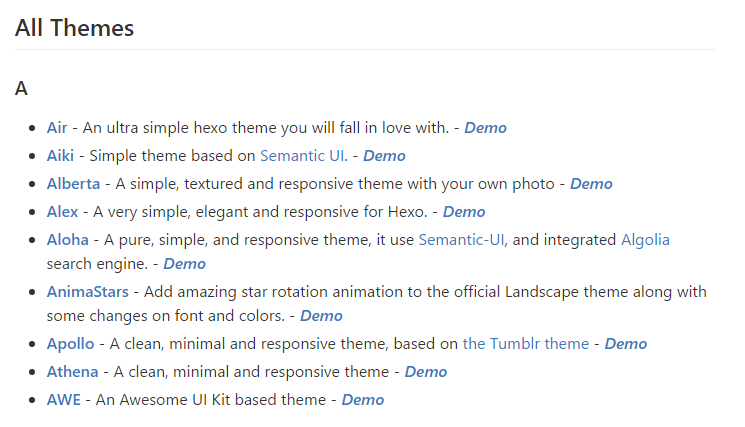 All Themes
A
Air - An ultra simple hexo theme you will fall in love with. - Demo
Aiki - Simple theme based on Semantic UI. - Demo
Alberta - A simple, textured and responsive theme with your own photo - Demo
Alex - A very simple, elegant and responsive for Hexo. - Demo
Aloha - A pure, simple, and responsive theme, it use Semantic-UI, and integrated Algolia
search engine. - Demo
AnimaStars - Add amazing star rotation animation to the official Landscape theme along with
some changes on font and colors. - Demo
Apollo - A clean, minimal and responsive theme, based on the Tumblr theme - Demo
Athena - A clean, minimal and responsive theme - Demo
AWE - An Awesome UI Kit based theme - Demo